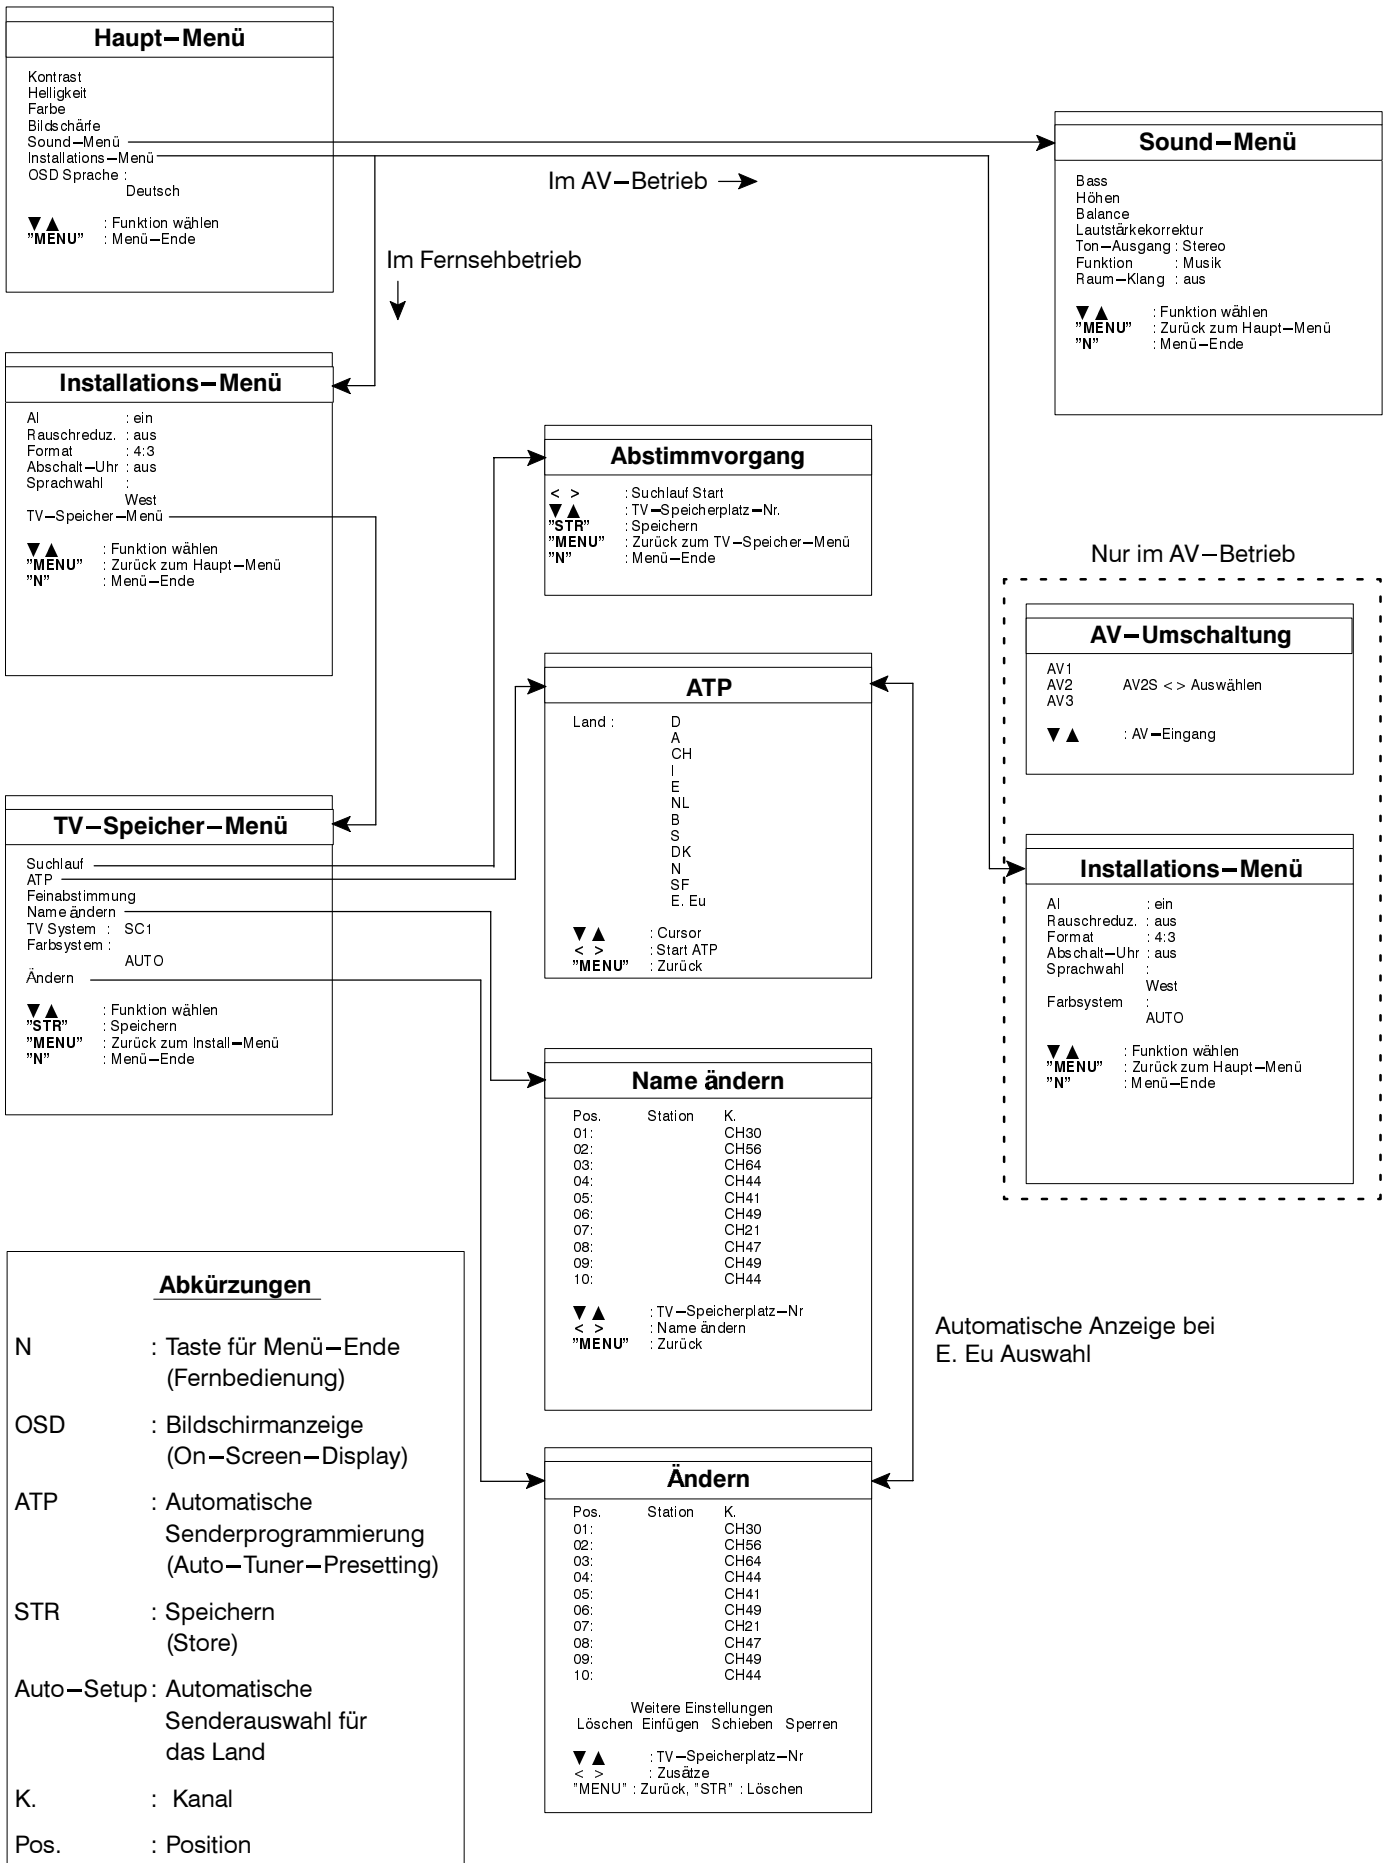 Haupt–Menü
Kontrast
Helligkeit
Farbe
Bildschärfe
Sound–Menü
Installations–Menü
OSD Sprache :
Deutsch
▼▲ : Funktion wählen
"MENU" : Menü–Ende
Im AV–Betrieb →
Im Fernsehbetrieb
Sound–Menü
Bass
Höhen
Balance
Lautstärkekorrektur
Ton–Ausgang : Stereo
Funktion : Musik
Raum–Klang : aus
▼▲ : Funktion wählen
"MENU" : Zurück zum Haupt–Menü
"N" : Menü–Ende
Installations–Menü
AI : ein
Rauschreduz. : aus
Format : 4:3
Abschalt–Uhr : aus
Sprachwahl :
West
TV–Speicher–Menü
▼▲ : Funktion wählen
"MENU" : Zurück zum Haupt–Menü
"N" : Menü–Ende
Abstimmvorgang
< > : Suchlauf Start
▼▲ : TV–Speicherplatz–Nr.
"STR" : Speichern
"MENU" : Zurück zum TV–Speicher–Menü
"N" : Menü–Ende
Nur im AV–Betrieb
AV–Umschaltung
AV1
AV2 AV2S < > Auswählen
AV3
▼▲ : AV–Eingang
ATP
Land : D
A
CH
I
E
NL
B
S
DK
N
SF
E. Eu
▼▲ : Cursor
< > : Start ATP
"MENU" : Zurück
TV–Speicher–Menü
Suchlauf
ATP
Feinabstimmung
Name ändern
TV System : SC1
Farbsystem :
AUTO
Ändern
▼▲ : Funktion wählen
"STR" : Speichern
"MENU" : Zurück zum Install–Menü
"N" : Menü–Ende
Installations–Menü
AI : ein
Rauschreduz. : aus
Format : 4:3
Abschalt–Uhr : aus
Sprachwahl :
West
Farbsystem :
AUTO
▼▲ : Funktion wählen
"MENU" : Zurück zum Haupt–Menü
"N" : Menü–Ende
Name ändern
Pos. Station K.
01: CH30
02: CH56
03: CH64
04: CH44
05: CH41
06: CH49
07: CH21
08: CH47
09: CH49
10: CH44
▼▲ : TV–Speicherplatz–Nr
< > : Name ändern
"MENU" : Zurück
Automatische Anzeige bei
E. Eu Auswahl
Ändern
Pos. Station K.
01: CH30
02: CH56
03: CH64
04: CH44
05: CH41
06: CH49
07: CH21
08: CH47
09: CH49
10: CH44
Weitere Einstellungen
Löschen Einfügen Schieben Sperren
▼▲ : TV–Speicherplatz–Nr
< > : Zusätze
"MENU" : Zurück, "STR" : Löschen
Abkürzungen
N : Taste für Menü–Ende
(Fernbedienung)
OSD : Bildschirmanzeige
(On–Screen–Display)
ATP : Automatische
Senderprogrammierung
(Auto–Tuner–Presetting)
STR : Speichern
(Store)
Auto–Setup : Automatische
Senderauswahl für
das Land
K. : Kanal
Pos. : Position